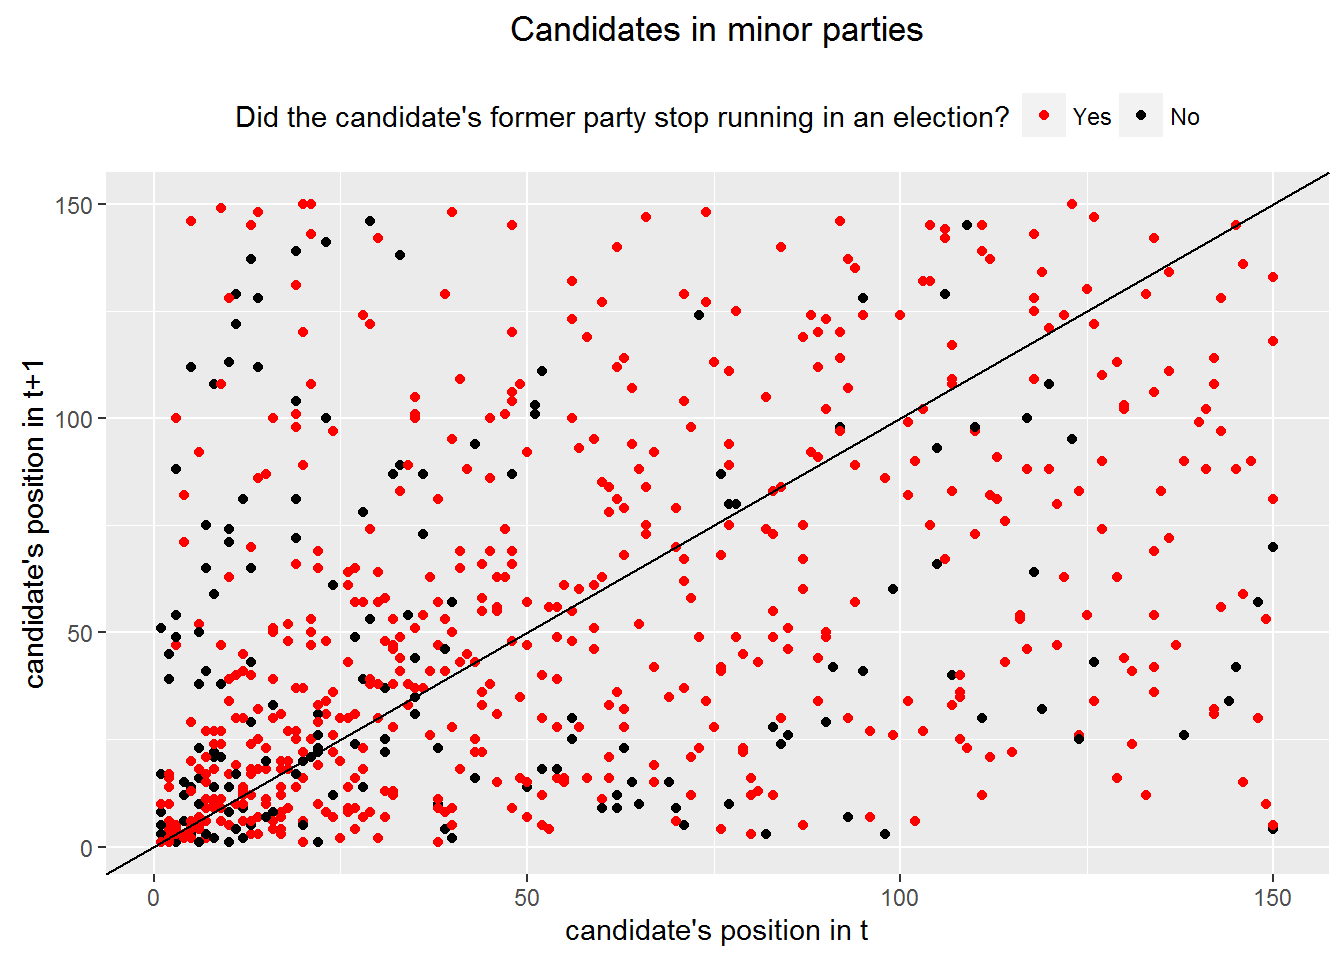 Candidates in minor parties
Did the candidate's former party stop running in an election? Yes No
candidate's position in t+1
150
100
50
0
0 50 100 150
candidate's position in t